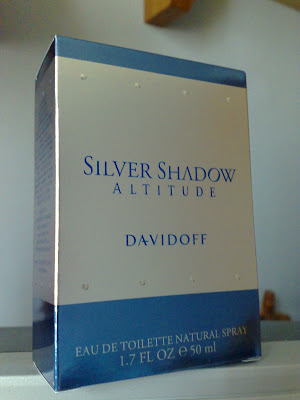 SILVER SHADOW
ALTITUDE
DAVIDOFF
EAU DE TOILETTE NATURAL SPRAY
1.7 FL OZ ℮ 50 ml